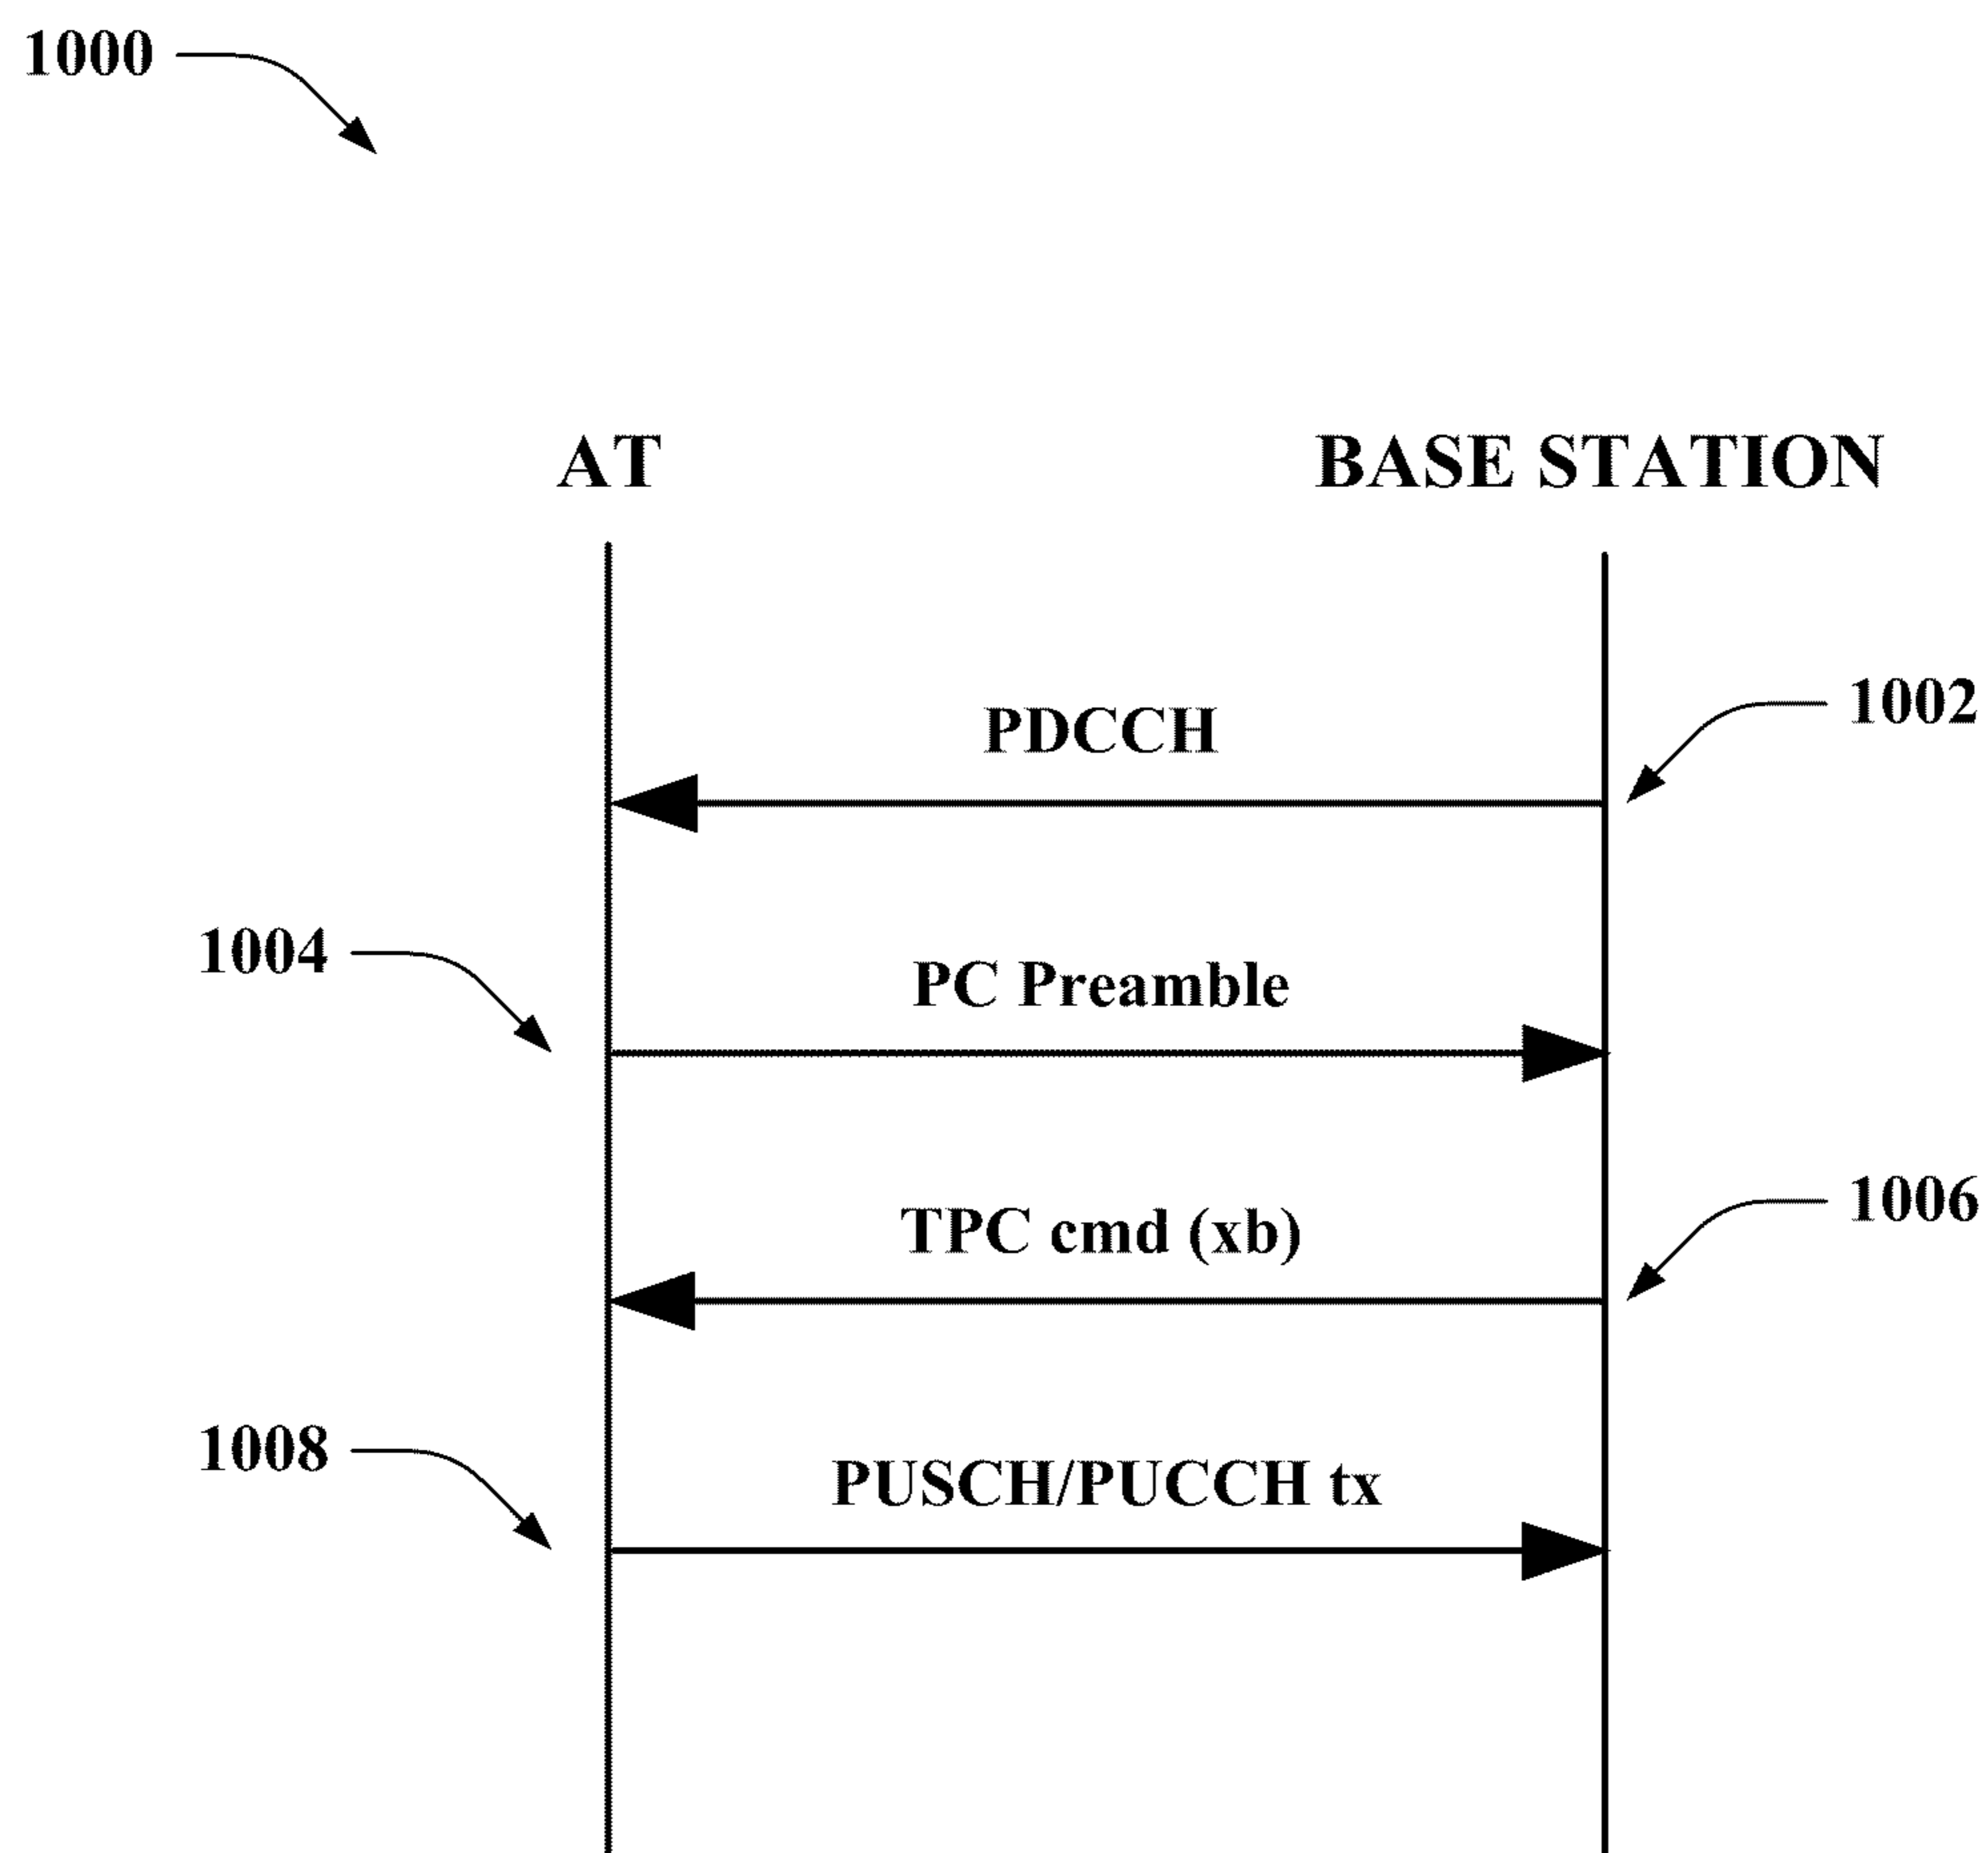 1000
AT
BASE STATION
1002
PDCCH
1004
PC Preamble
1006
TPC cmd (xb)
1008
PUSCH/PUCCH tx